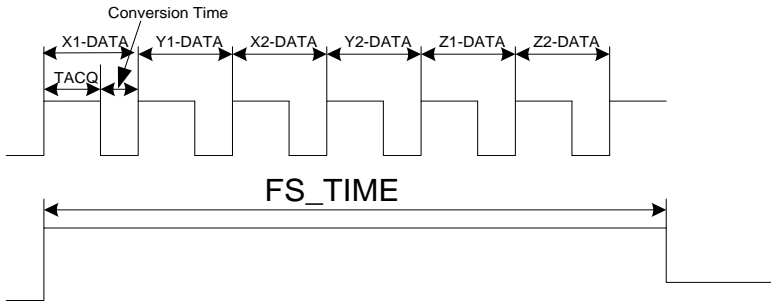 Conversion Time
X1-DATA Y1-DATA X2-DATA Y2-DATA Z1-DATA Z2-DATA
TACQ
FS_TIME